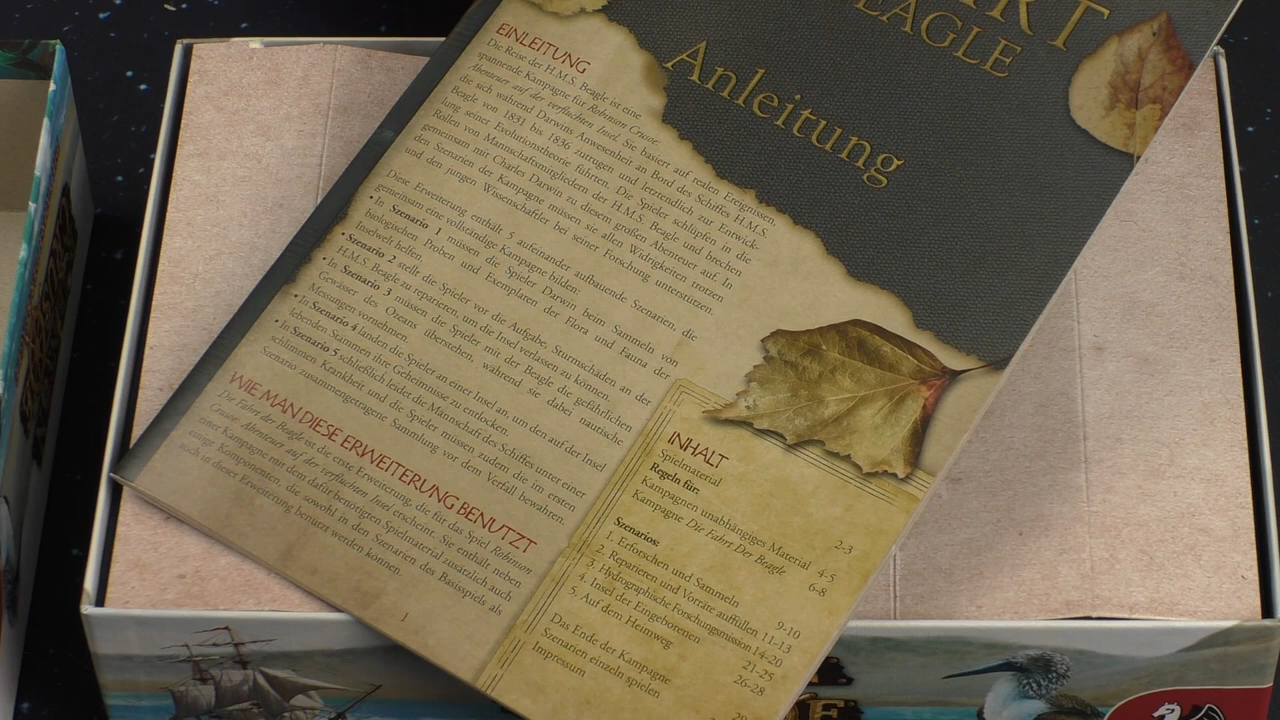 BEAGLE
Anleitung
EINLEITUNG
Die Reise der H.M.S. Beagle ist eine
spannende Kampagne für Robinson Crusoe.
Abenteuer auf der verfluchten Insel. Sie basiert auf realen Ereignissen,
die sich während Darwins Anwesenheit an Bord des Schiffes H.M.S.
Beagle von 1831 bis 1836 zutrugen und letztendlich zur Entwick-
lung seiner Evolutionstheorie führten. Die Spieler schlüpfen in die
Rollen von Mannschaftsmitgliedern der H.M.S. Beagle und brechen
gemeinsam mit Charles Darwin zu diesem großen Abenteuer auf. In
den Szenarien der Kampagne müssen sie allen Widrigkeiten trotzen
und den jungen Wissenschaftler bei seiner Forschung unterstützen.
Diese Erweiterung enthält 5 aufeinander aufbauende Szenarien, die
gemeinsam eine vollständige Kampagne bilden:
• In Szenario 1 müssen die Spieler Darwin beim Sammeln von
biologischen Proben und Exemplaren der Flora und Fauna der
Inselwelt helfen.
• Szenario 2 stellt die Spieler vor die Aufgabe, Sturmschäden an der
H.M.S. Beagle zu reparieren, um die Insel verlassen zu können.
• In Szenario 3 müssen die Spieler mit der Beagle die gefährlichen
Gewässer des Ozeans überstehen, während sie dabei nautische
Messungen vornehmen.
• In Szenario 4 landen die Spieler an einer Insel an, um den auf der Insel
lebenden Stämmen ihre Geheimnisse zu entlocken.
• In Szenario 5 schließlich leidet die Mannschaft des Schiffes unter einer
schlimmen Krankheit und die Spieler müssen zudem die im ersten
Szenario zusammengetragene Sammlung vor dem Verfall bewahren.
WIE MAN DIESE ERWEITERUNG BENUTZT
Die Fahrt der Beagle ist die erste Erweiterung, die für das Spiel Robinson
Crusoe. Abenteuer auf der verfluchten Insel erscheint. Sie enthält neben
einer Kampagne mit dem dafür benötigten Spielmaterial zusätzlich auch
einige Komponenten, die sowohl in den Szenarien des Basisspiels als
auch in dieser Erweiterung benutzt werden können.
1
INHALT
Spielmaterial 2-3
Regeln für:
Kampagnen unabhängiges Material 4-5
Kampagne Die Fahrt Der Beagle 6-8
Szenarios:
1. Erforschen und Sammeln 9-10
2. Reparieren und Vorräte auffüllen 11-13
3. Hydrographische Forschungsmission 14-20
4. Insel der Eingeborenen 21-25
5. Auf dem Heimweg 26-28
Das Ende der Kampagne
Szenarien einzeln spielen
Impressum